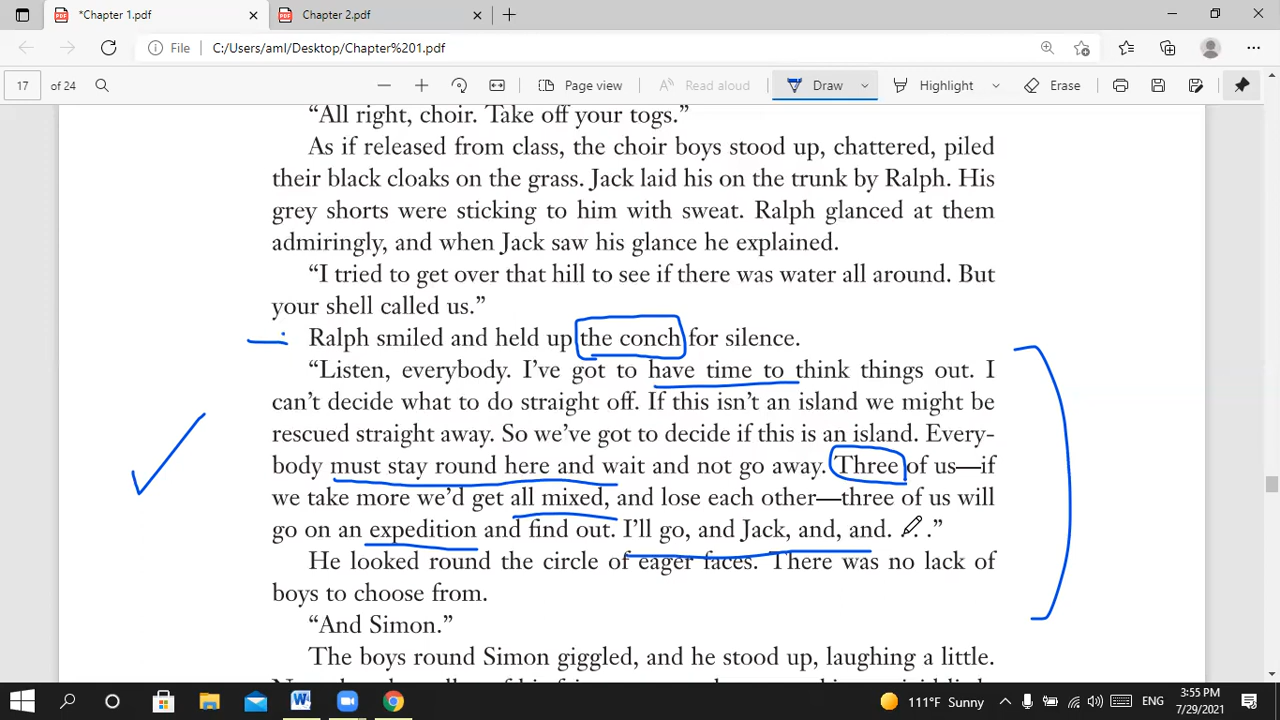 *Chapter 1.pdf
Chapter 2.pdf
File
C:/Users/aml/Desktop/Chapter%201.pdf
17
of 24
Page view
Read aloud
Draw
Highlight
Erase
“All right, choir. Take off your togs.”
As if released from class, the choir boys stood up, chattered, piled
their black cloaks on the grass. Jack laid his on the trunk by Ralph. His
grey shorts were sticking to him with sweat. Ralph glanced at them
admiringly, and when Jack saw his glance he explained.
“I tried to get over that hill to see if there was water all around. But
your shell called us.”
Ralph smiled and held up the conch for silence.
“Listen, everybody. I’ve got to have time to think things out. I
can’t decide what to do straight off. If this isn’t an island we might be
rescued straight away. So we’ve got to decide if this is an island. Every-
body must stay round here and wait and not go away. Three of us—if
we take more we’d get all mixed, and lose each other—three of us will
go on an expedition and find out. I’ll go, and Jack, and, and. . .”
He looked round the circle of eager faces. There was no lack of
boys to choose from.
“And Simon.”
The boys round Simon giggled, and he stood up, laughing a little.
111°F Sunny
ENG
3:55 PM
7/29/2021